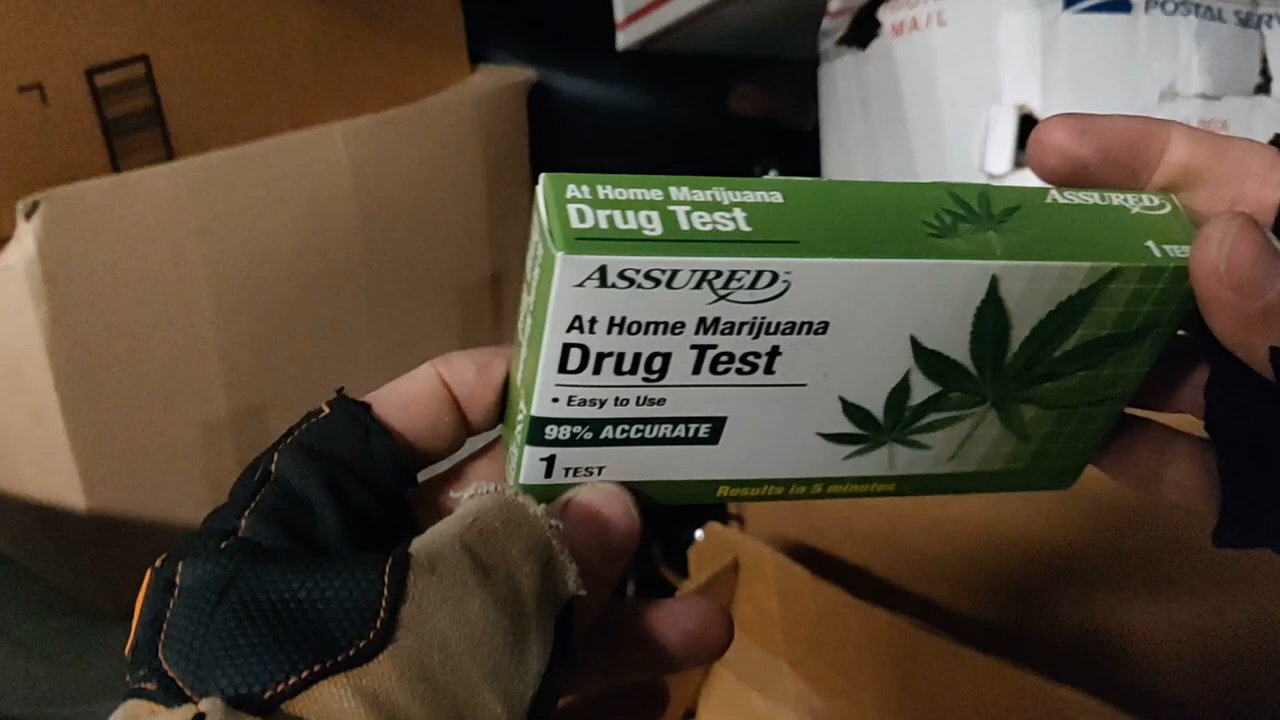 MAIL
POSTAL SERV
At Home Marijuana
Drug Test
ASSURED
1 TES
ASSURED
At Home Marijuana
Drug Test
• Easy to Use
98% ACCURATE
1 TEST
Results in 5 minutes